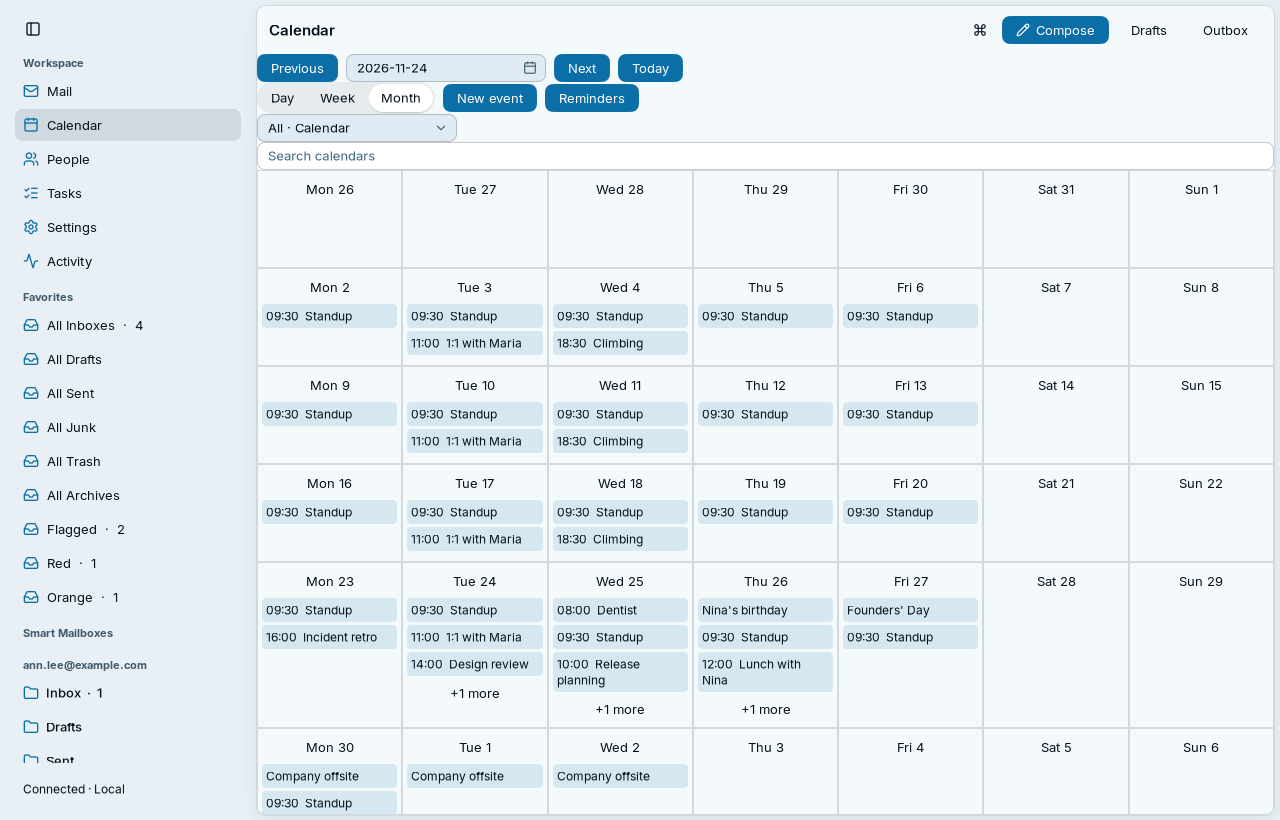 Workspace
Mail
Calendar
People
Tasks
Settings
Activity
Favorites
All Inboxes · 4
All Drafts
All Sent
All Junk
All Trash
All Archives
Flagged · 2
Red · 1
Orange · 1
Smart Mailboxes
ann.lee@example.com
Inbox · 1
Drafts
Sent
Connected · Local
Calendar
⌘ Compose Drafts Outbox
Previous 2026-11-24 Next Today
Day Week Month New event Reminders
All · Calendar
Search calendars
Mon 26 Tue 27 Wed 28 Thu 29 Fri 30 Sat 31 Sun 1
Mon 2 Tue 3 Wed 4 Thu 5 Fri 6 Sat 7 Sun 8
09:30 Standup 09:30 Standup 09:30 Standup 09:30 Standup 09:30 Standup
11:00 1:1 with Maria 18:30 Climbing
Mon 9 Tue 10 Wed 11 Thu 12 Fri 13 Sat 14 Sun 15
09:30 Standup 09:30 Standup 09:30 Standup 09:30 Standup 09:30 Standup
11:00 1:1 with Maria 18:30 Climbing
Mon 16 Tue 17 Wed 18 Thu 19 Fri 20 Sat 21 Sun 22
09:30 Standup 09:30 Standup 09:30 Standup 09:30 Standup 09:30 Standup
11:00 1:1 with Maria 18:30 Climbing
Mon 23 Tue 24 Wed 25 Thu 26 Fri 27 Sat 28 Sun 29
09:30 Standup 09:30 Standup 08:00 Dentist Nina's birthday Founders' Day
16:00 Incident retro 11:00 1:1 with Maria 09:30 Standup 09:30 Standup 09:30 Standup
14:00 Design review 10:00 Release 12:00 Lunch with
planning Nina
+1 more
+1 more +1 more
Mon 30 Tue 1 Wed 2 Thu 3 Fri 4 Sat 5 Sun 6
Company offsite Company offsite Company offsite
09:30 Standup